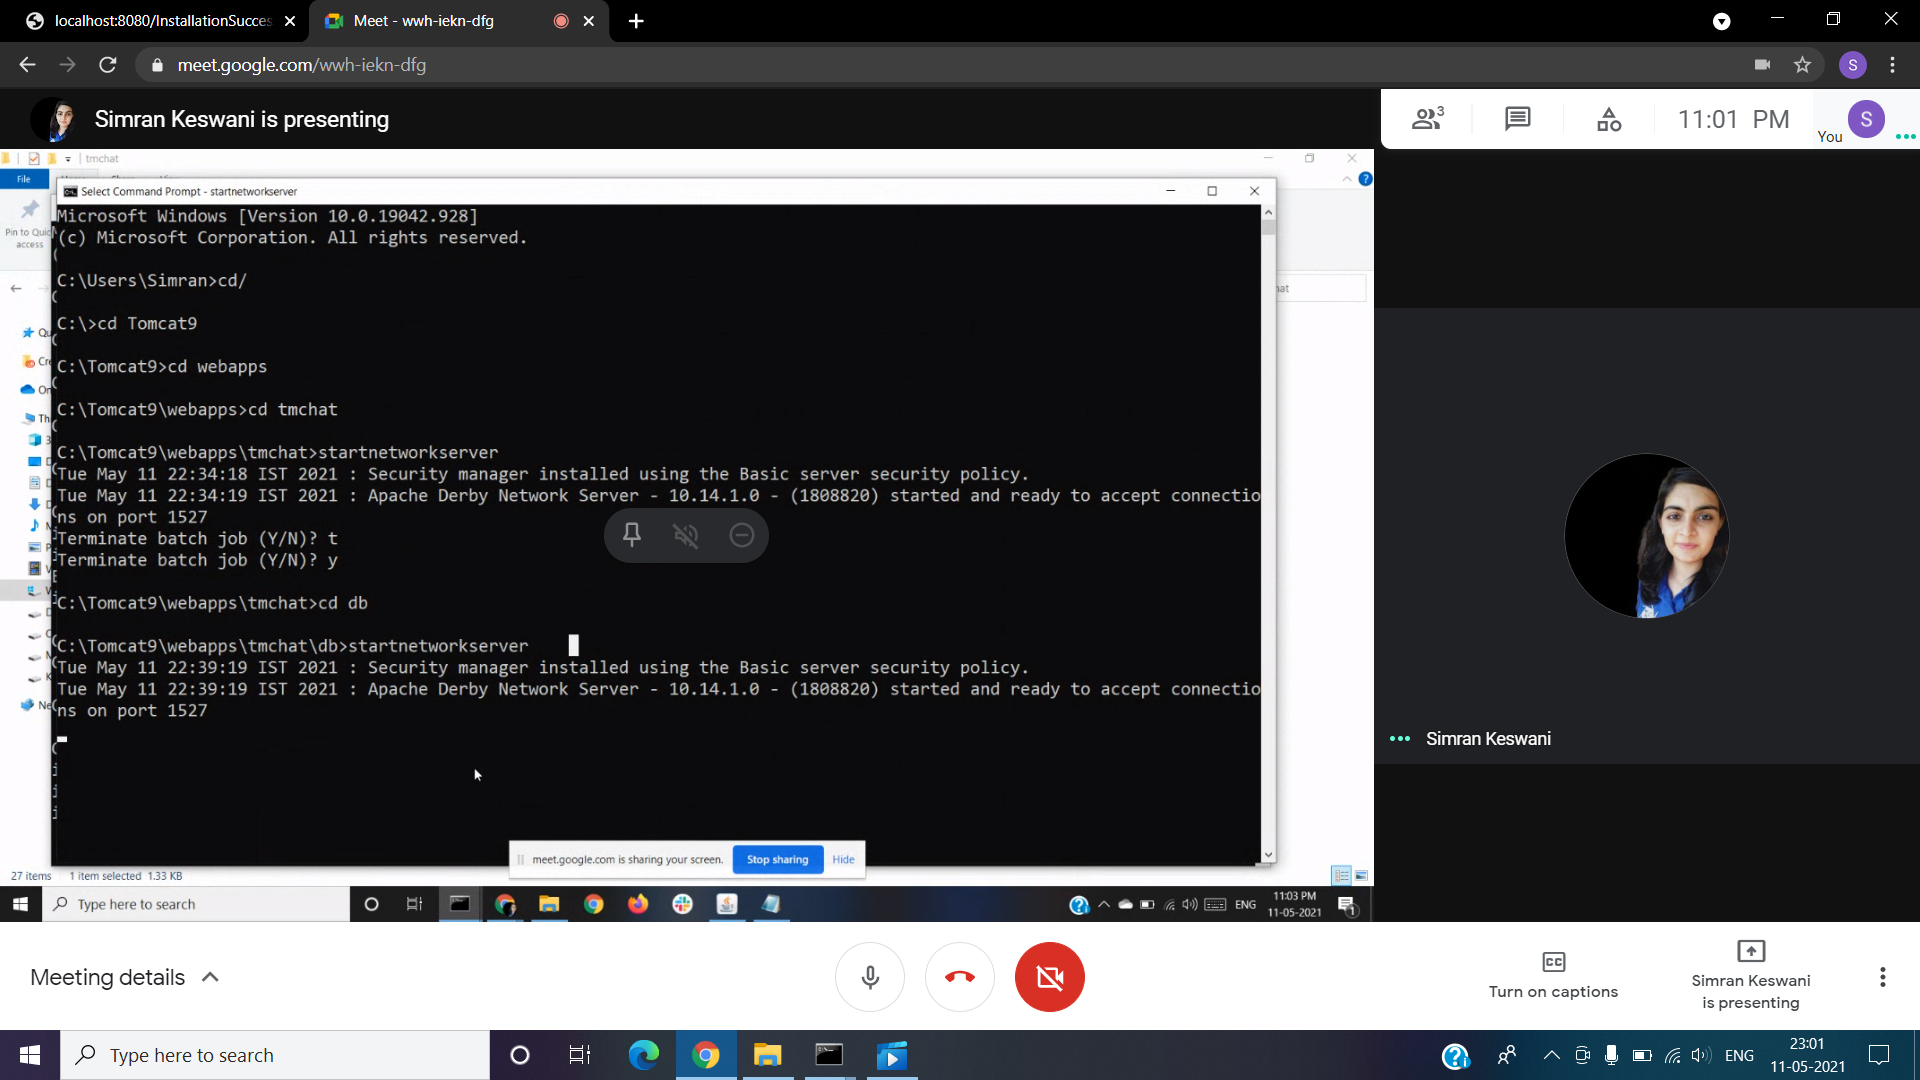 localhost:8080/InstallationSucces
Meet - wwh-iekn-dfg
meet.google.com/wwh-iekn-dfg
S
Simran Keswani is presenting
3
11:01 PM
You
S
tmchat
File
Pin to Quic
access
Select Command Prompt - startnetworkserver
Microsoft Windows [Version 10.0.19042.928]
(c) Microsoft Corporation. All rights reserved.
C:\Users\Simran>cd/
C:\>cd Tomcat9
C:\Tomcat9>cd webapps
C:\Tomcat9\webapps>cd tmchat
C:\Tomcat9\webapps\tmchat>startnetworkserver
Tue May 11 22:34:18 IST 2021 : Security manager installed using the Basic server security policy.
Tue May 11 22:34:19 IST 2021 : Apache Derby Network Server - 10.14.1.0 - (1808820) started and ready to accept connectio
ns on port 1527
Terminate batch job (Y/N)? t
Terminate batch job (Y/N)? y
C:\Tomcat9\webapps\tmchat>cd db
C:\Tomcat9\webapps\tmchat\db>startnetworkserver
Tue May 11 22:39:19 IST 2021 : Security manager installed using the Basic server security policy.
Tue May 11 22:39:19 IST 2021 : Apache Derby Network Server - 10.14.1.0 - (1808820) started and ready to accept connectio
ns on port 1527
meet.google.com is sharing your screen.
Stop sharing
Hide
27 items 1 item selected 1.33 KB
Type here to search
ENG
11:03 PM
11-05-2021
1
Simran Keswani
Meeting details
CC
Turn on captions
Simran Keswani
is presenting
Type here to search
ENG
23:01
11-05-2021